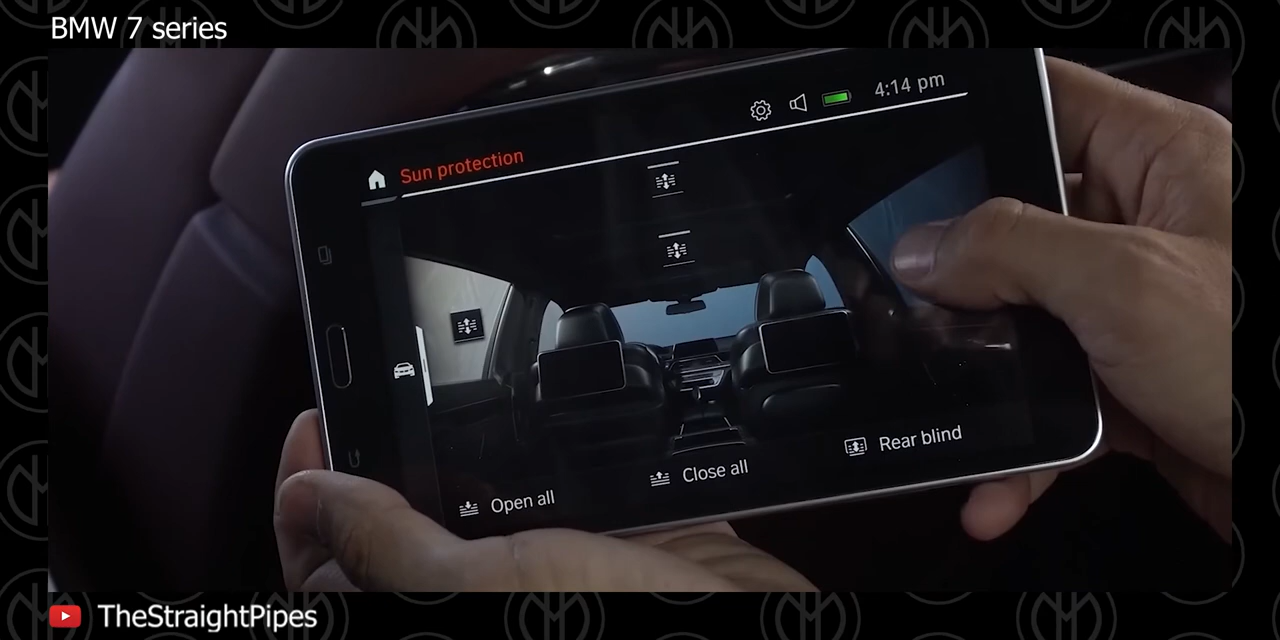 BMW 7 series
4:14 pm
Sun protection
Open all
Close all
Rear blind
TheStraightPipes